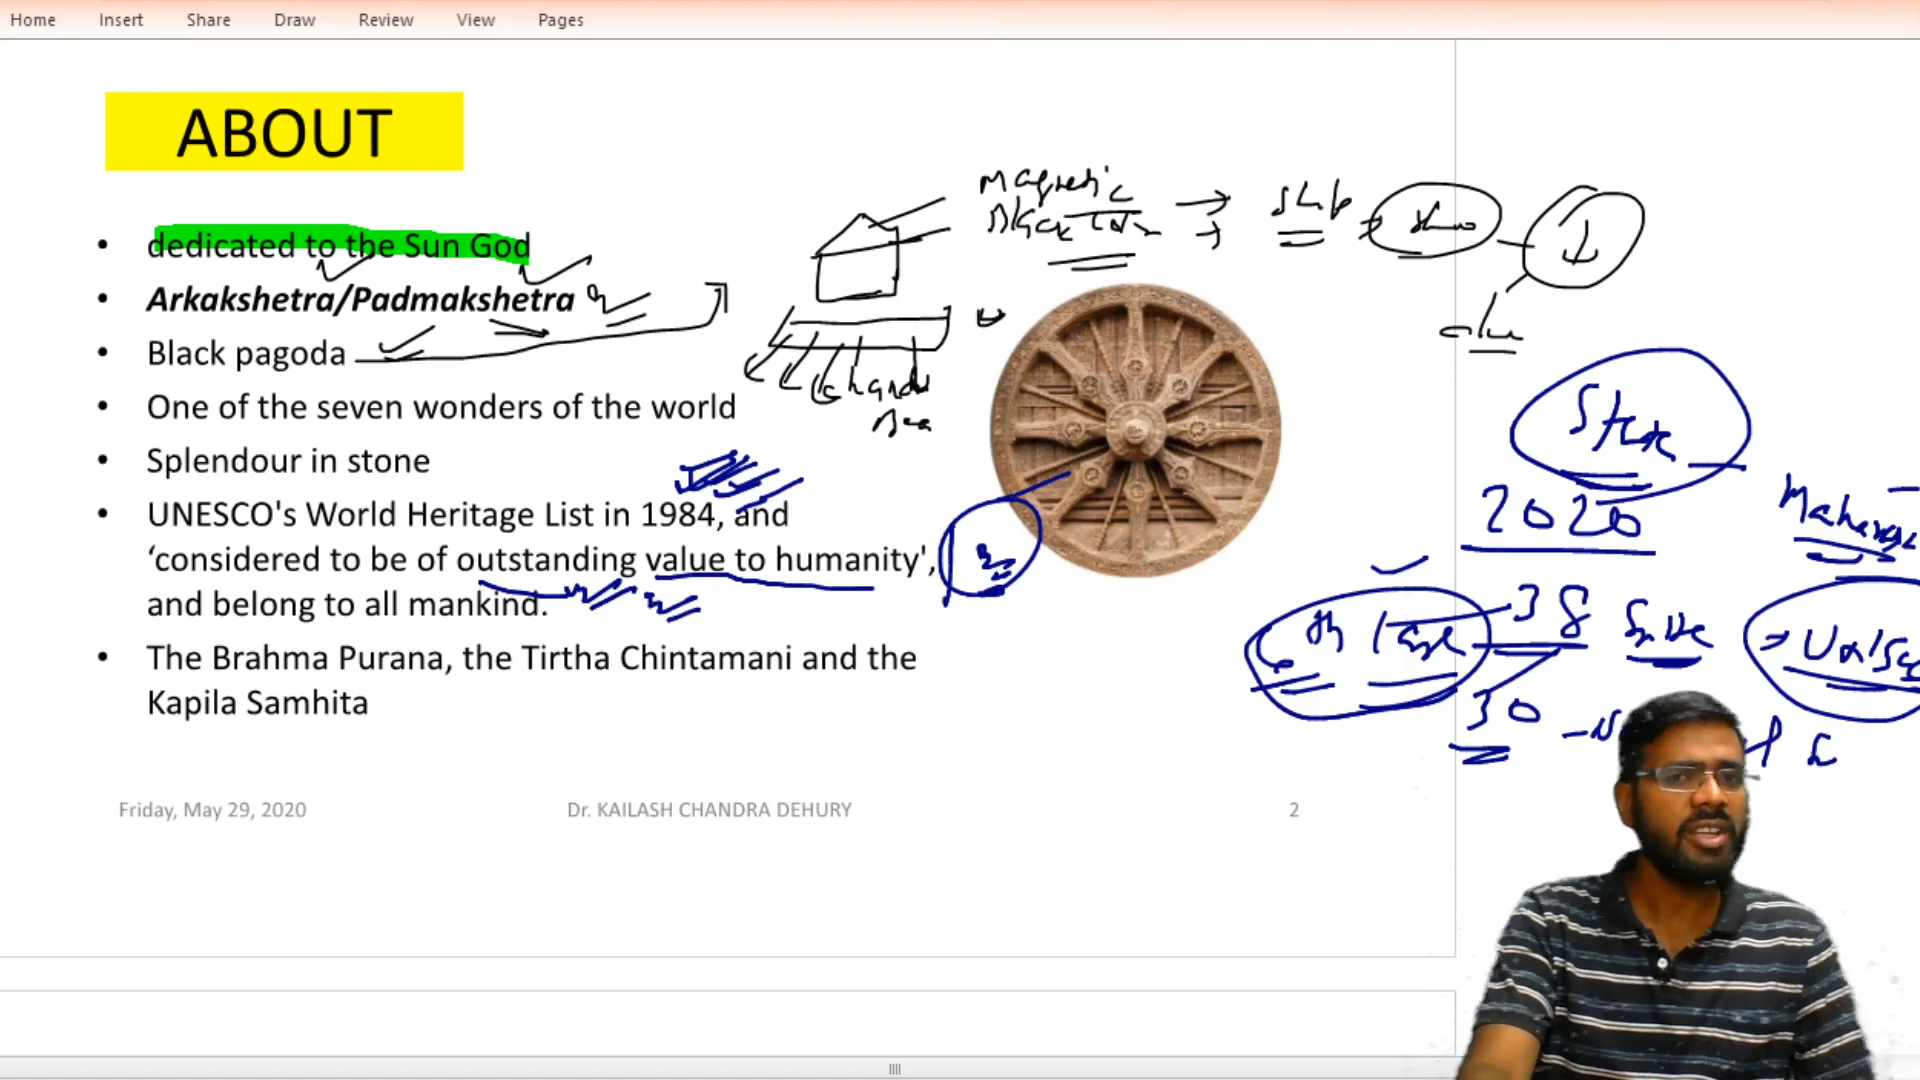 Home Insert Share Draw Review View Pages
ABOUT
• dedicated to the Sun God
• Arkakshetra/Padmakshetra
• Black pagoda
• One of the seven wonders of the world
• Splendour in stone
• UNESCO's World Heritage List in 1984, and
‘considered to be of outstanding value to humanity',
and belong to all mankind.
• The Brahma Purana, the Tirtha Chintamani and the
Kapila Samhita
Magnetic
State
2020
38
30
Friday, May 29, 2020 Dr. KAILASH CHANDRA DEHURY 2